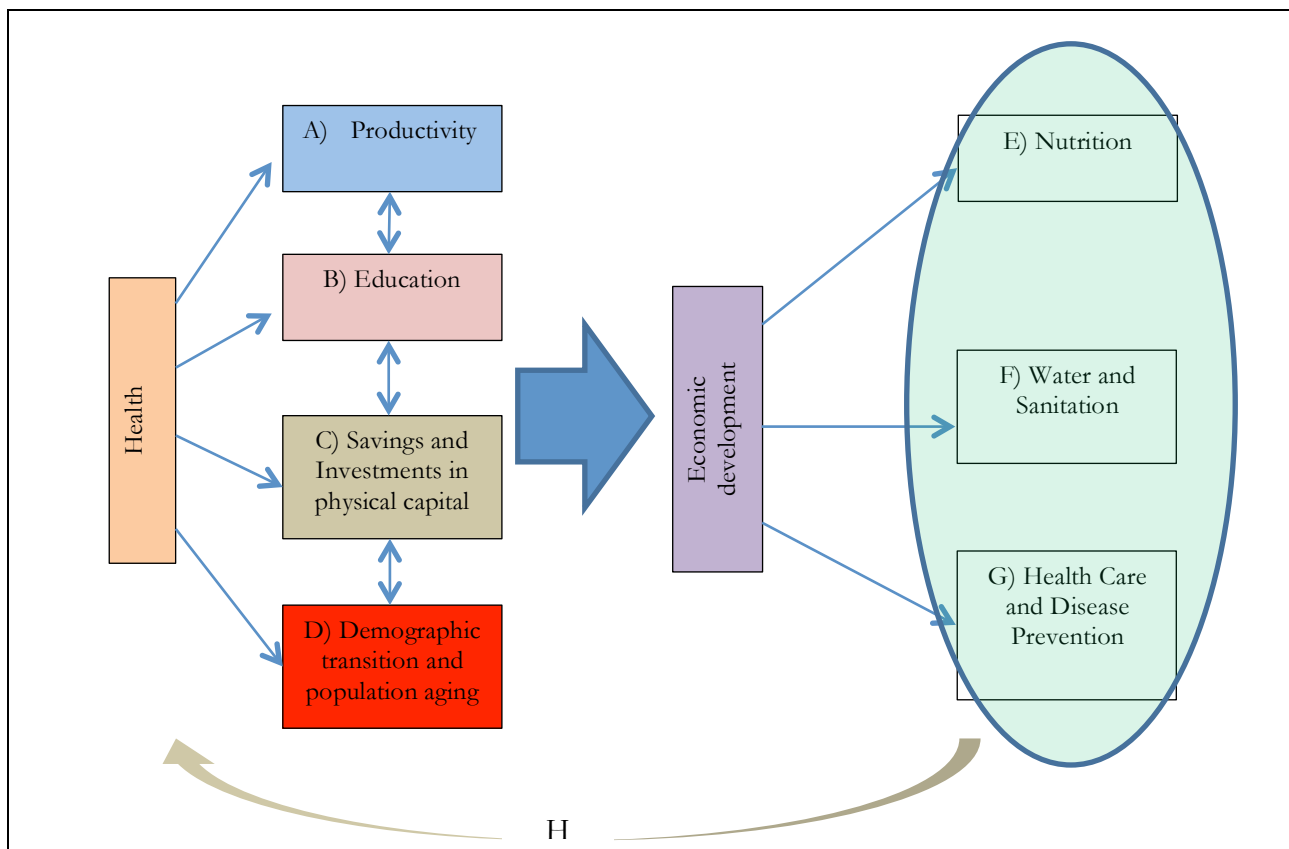 Health
A) Productivity
B) Education
C) Savings and
Investments in
physical capital
D) Demographic
transition and
population aging
Economic
development
E) Nutrition
F) Water and
Sanitation
G) Health Care
and Disease
Prevention
H